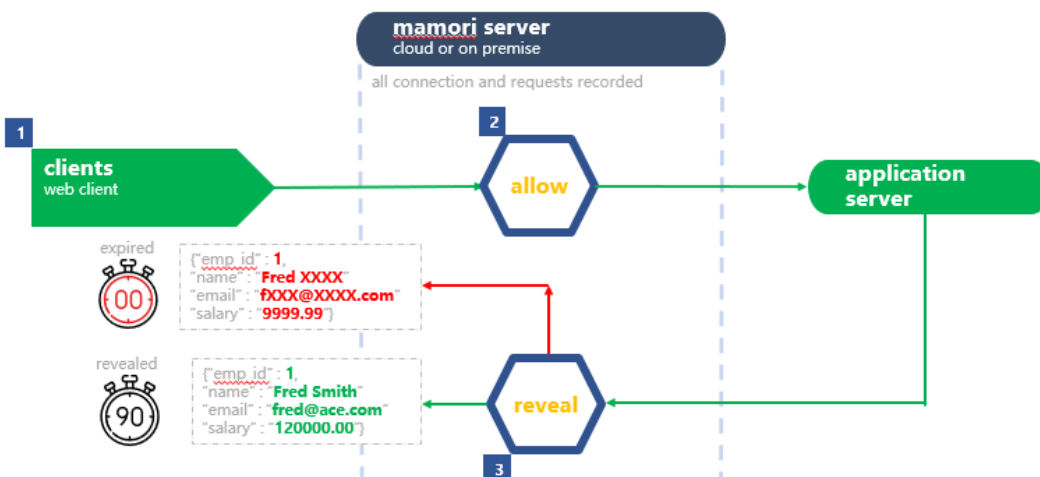 mamori server
cloud or on premise
all connection and requests recorded
1
2
clients
web client
allow
application
server
expired
00
{"emp_id" : 1,
"name" : "Fred XXXX"
"email" : "fXXX@XXXX.com"
"salary" : "9999.99"}
revealed
90
{"emp_id" : 1,
"name" : "Fred Smith"
"email" : "fred@ace.com"
"salary" : "120000.00"}
reveal
3